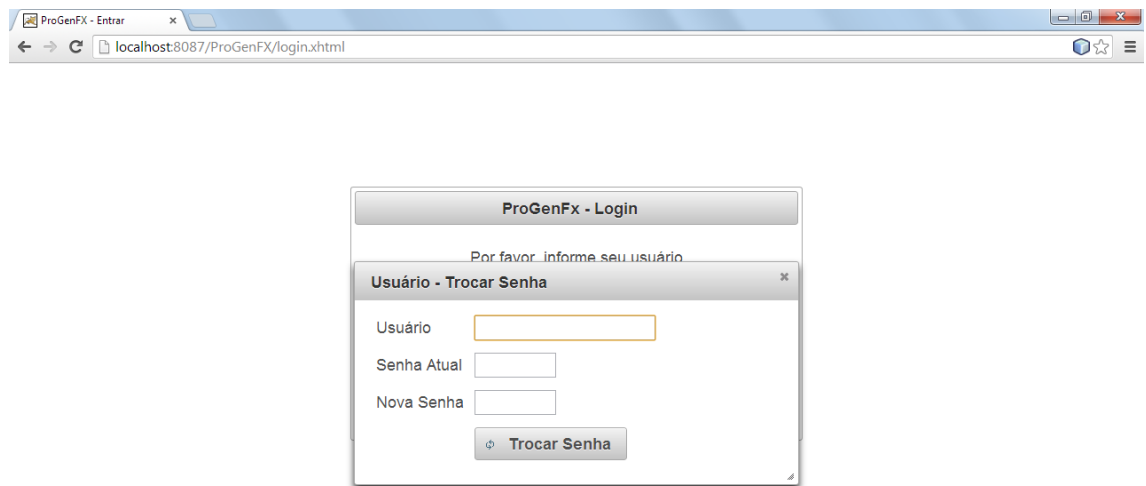 ProGenFX - Entrar
localhost:8087/ProGenFX/login.xhtml
ProGenFx - Login
Por favor, informe seu usuário
Usuário - Trocar Senha
Usuário
Senha Atual
Nova Senha
Trocar Senha